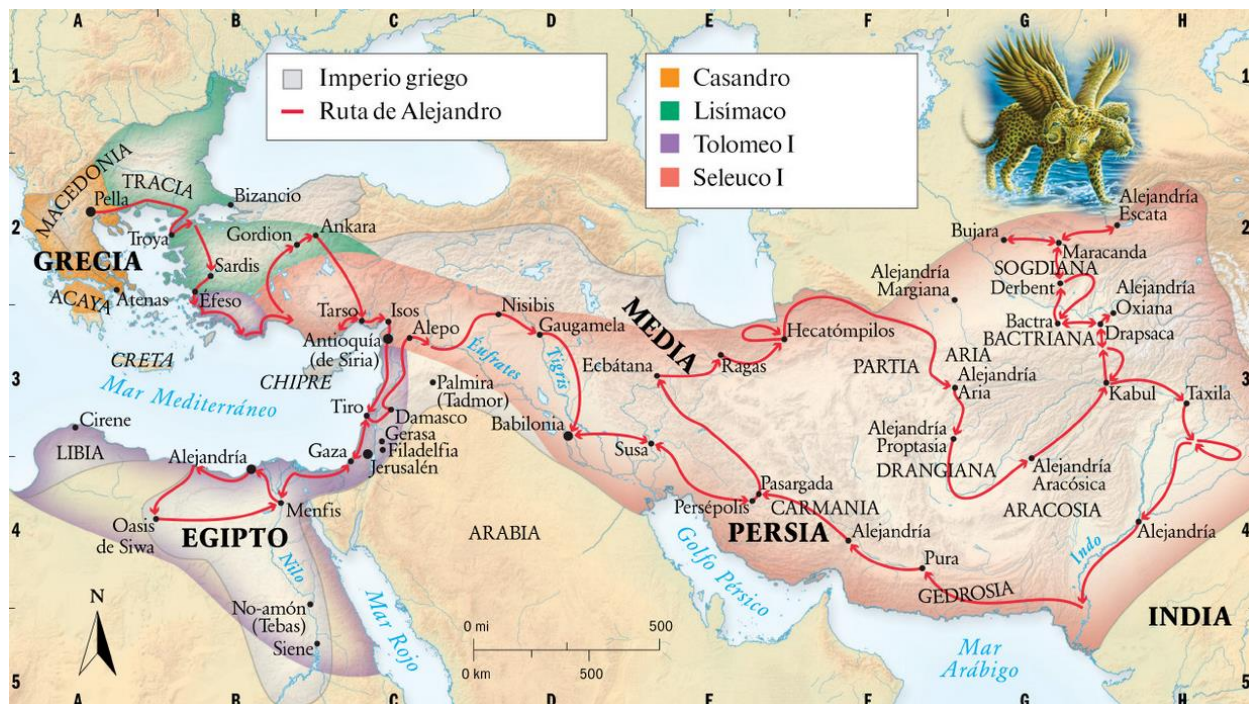 A B C D E F G H
1 1
2 2
3 3
4 4
5 5
Imperio griego
Ruta de Alejandro
Casandro
Lisímaco
Tolomeo I
Seleuco I
MACEDONIA
TRACIA
Pella
Bizancio
Troya
Gordion
Ankara
GRECIA
Sardis
ACAYA
Atenas
Éfeso
Tarso
Isos
Alepo
Nisibis
Gaugamela
Antioquía
(de Siria)
CRETA
CHIPRE
Mar Mediterráneo
Éufrates
Tigris
MEDIA
Ecbátana
Ragas
Hecatómpilos
PARTIA
Alejandría
Margiana
Bujara
Maracanda
Alejandría
Escata
SOGDIANA
Derbent
Alejandría
Oxiana
Bactra
BACTRIANA
Drapsaca
ARIA
Alejandría
Aria
Kabul
Taxila
Palmira
(Tadmor)
Cirene
LIBIA
Tiro
Damasco
Gerasa
Filadelfia
Jerusalén
Gaza
Babilonia
Susa
Alejandría
Proptasia
DRANGIANA
Alejandría
Aracósica
ARACOSIA
Alejandría
Menfis
Oasis
de Siwa
EGIPTO
Nilo
No-amón
(Tebas)
Siene
Mar Rojo
ARABIA
Pasargada
Persépolis
CARMANIA
PERSIA
Golfo Pérsico
Alejandría
Pura
GEDROSIA
Indo
Alejandría
INDIA
Mar
Arábigo
N
0 mi 500
0 km 500
A B C D E F G H